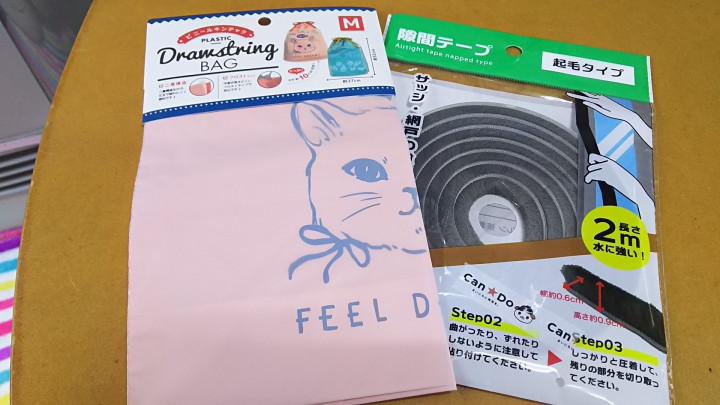 ビニールキンチャク
PLASTIC
Drawstring
BAG
M
二重構造
FEEL D
隙間テープ
Airtight tape napped type
起毛タイプ
サッシ・網戸の
長さ
2m
水に強い!
Can★Do
幅約0.6cm
高さ約0.9cm
Step02
曲がったり、ずれたり
しないように注意して
貼り付けてください。
Can
Step03
しっかりと圧着して、
残りの部分を切り取っ
てください。